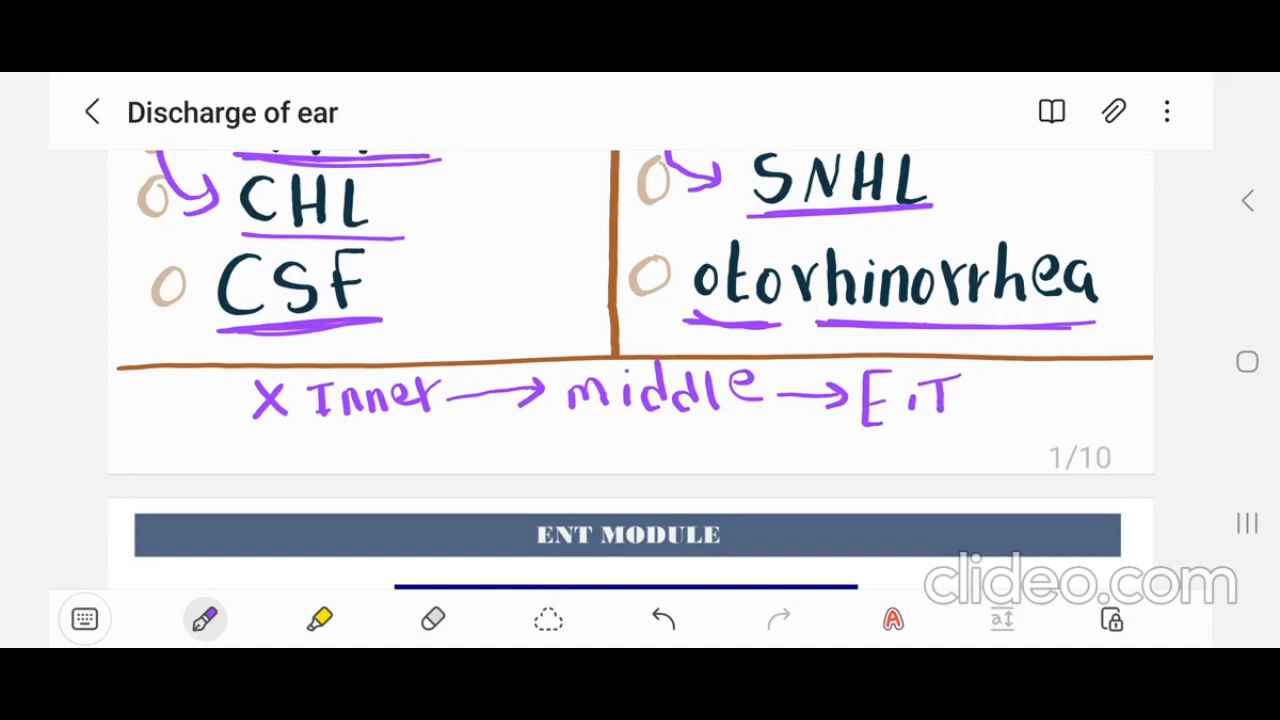 Discharge of ear
CHL
SNHL
CSF
otorhinorrhea
X Inner → middle → E.T
1/10
ENT MODULE
clideo.com